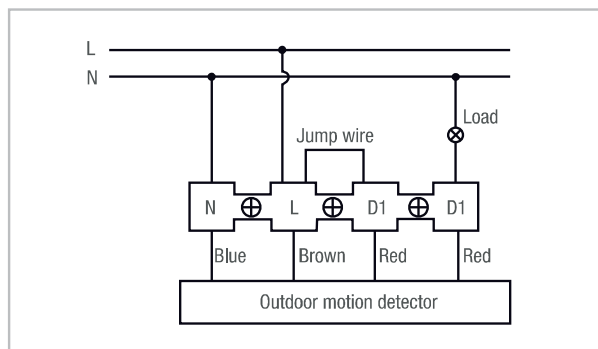 L
N
Load
Jump wire
N L D1 D1
Blue Brown Red Red
Outdoor motion detector